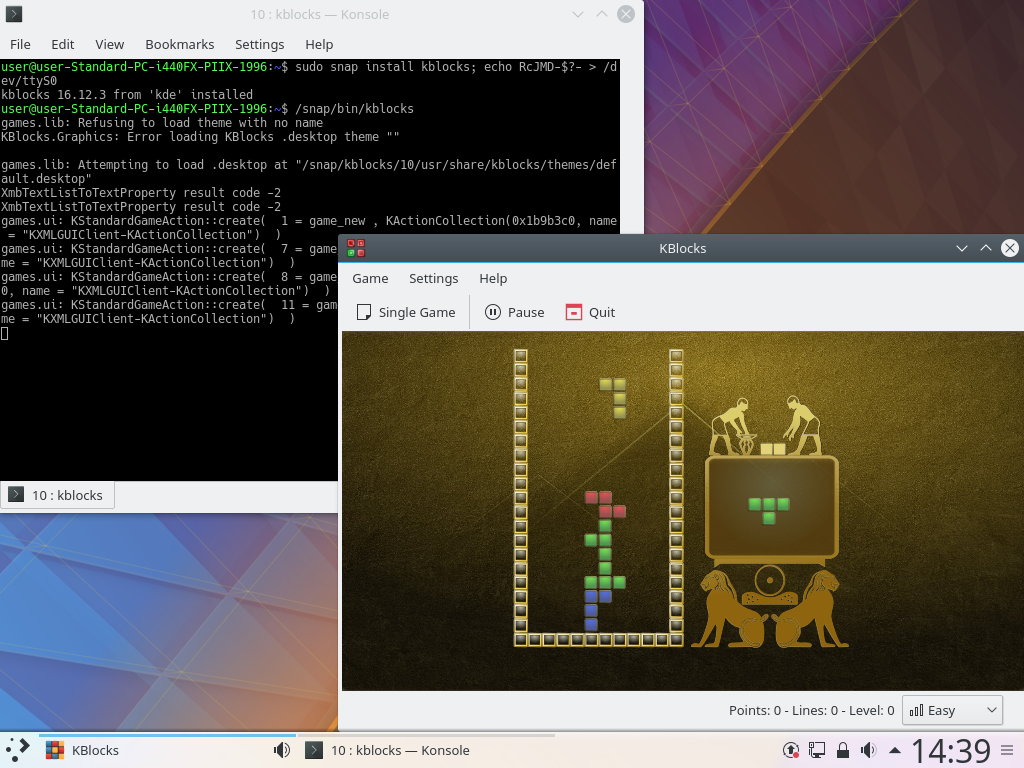 10 : kblocks — Konsole
File Edit View Bookmarks Settings Help
user@user-Standard-PC-i440FX-PIIX-1996:~$ sudo snap install kblocks; echo RcJMD-$?- > /d
ev/ttyS0
kblocks 16.12.3 from 'kde' installed
user@user-Standard-PC-i440FX-PIIX-1996:~$ /snap/bin/kblocks
games.lib: Refusing to load theme with no name
KBlocks.Graphics: Error loading KBlocks .desktop theme ""
games.lib: Attempting to load .desktop at "/snap/kblocks/10/usr/share/kblocks/themes/def
ault.desktop"
XmbTextListToTextProperty result code -2
XmbTextListToTextProperty result code -2
games.ui: KStandardGameAction::create(  1 = game_new , KActionCollection(0x1b9b3c0, name
 = "KXMLGUIClient-KActionCollection")  )
games.ui: KStandardGameAction::create(  7 = game
me = "KXMLGUIClient-KActionCollection")  )
games.ui: KStandardGameAction::create(  8 = game
0, name = "KXMLGUIClient-KActionCollection")  )
games.ui: KStandardGameAction::create(  11 = gam
me = "KXMLGUIClient-KActionCollection")  )
10 : kblocks
KBlocks
Game Settings Help
Single Game Pause Quit
Points: 0 - Lines: 0 - Level: 0 Easy
KBlocks 10 : kblocks — Konsole 14:39